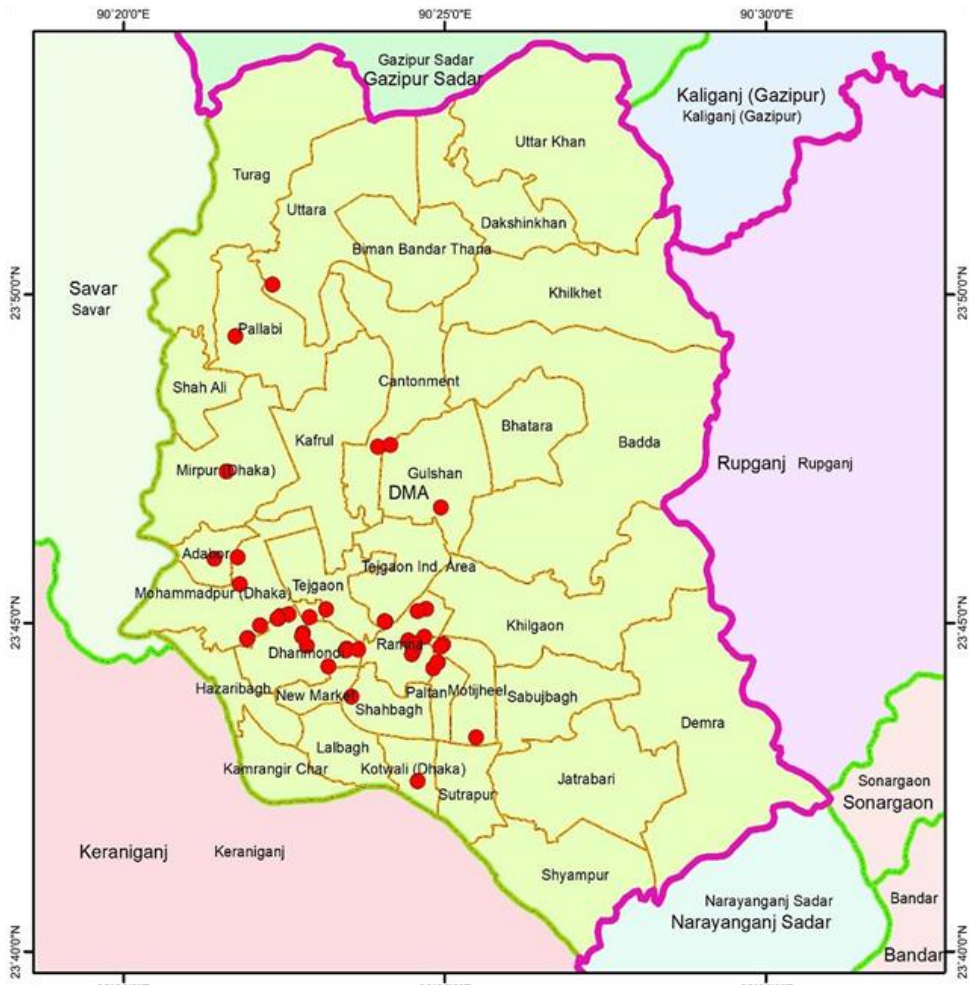 90°20'0"E
90°25'0"E
90°30'0"E
Gazipur Sadar
Gazipur Sadar
Kaliganj (Gazipur)
Kaliganj (Gazipur)
Uttar Khan
Turag
Uttara
Dakshinkhan
Biman Bandar Thana
23°50'0"N
Savar
Savar
Khilkhet
23°50'0"N
Pallabi
Shah Ali
Cantonment
Kafrul
Bhatara
Badda
Mirpur (Dhaka)
Gulshan
Rupganj
Rupganj
DMA
Adabor
Tejgaon Ind. Area
Mohammadpur (Dhaka)
Tejgaon
23°45'0"N
Khilgaon
23°45'0"N
Dhanmondi
Ramna
Hazaribagh
New Market
Paltan
Motijheel
Sabujbagh
Shahbagh
Demra
Lalbagh
Kamrangir Char
Kotwali (Dhaka)
Jatrabari
Sonargaon
Sutrapur
Sonargaon
Keraniganj
Keraniganj
Shyampur
Narayanganj Sadar
Narayanganj Sadar
Bandar
Bandar
23°40'0"N
23°40'0"N